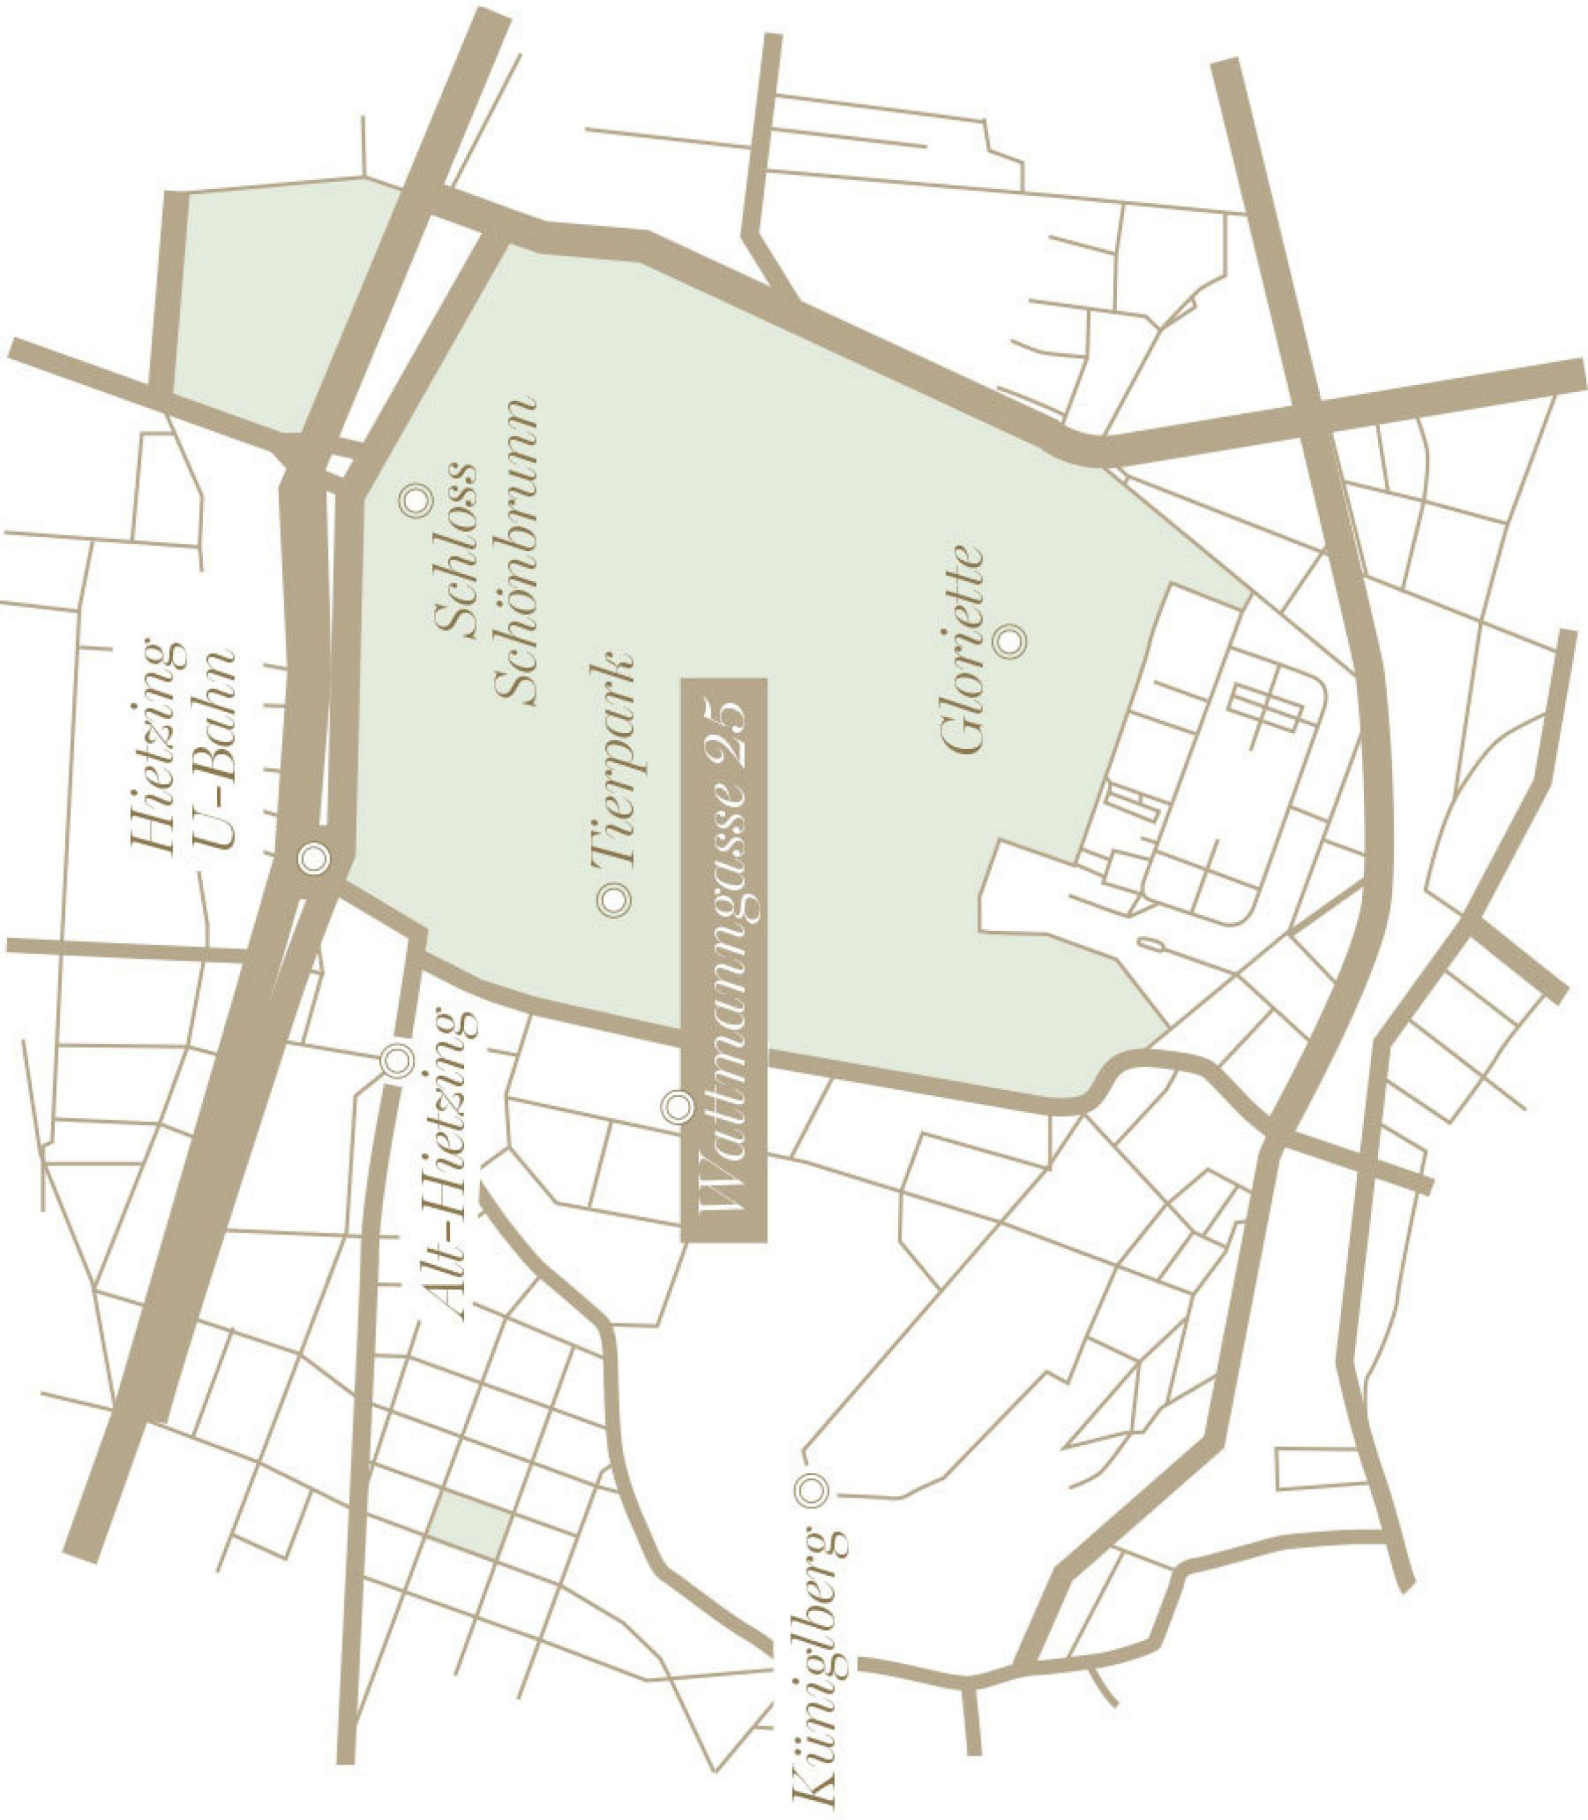 Hietzing
U-Bahn
Schloss
Schönbrunn
Tierpark
Wattmanngasse 25
Gloriette
Alt-Hietzing
Küniglberg